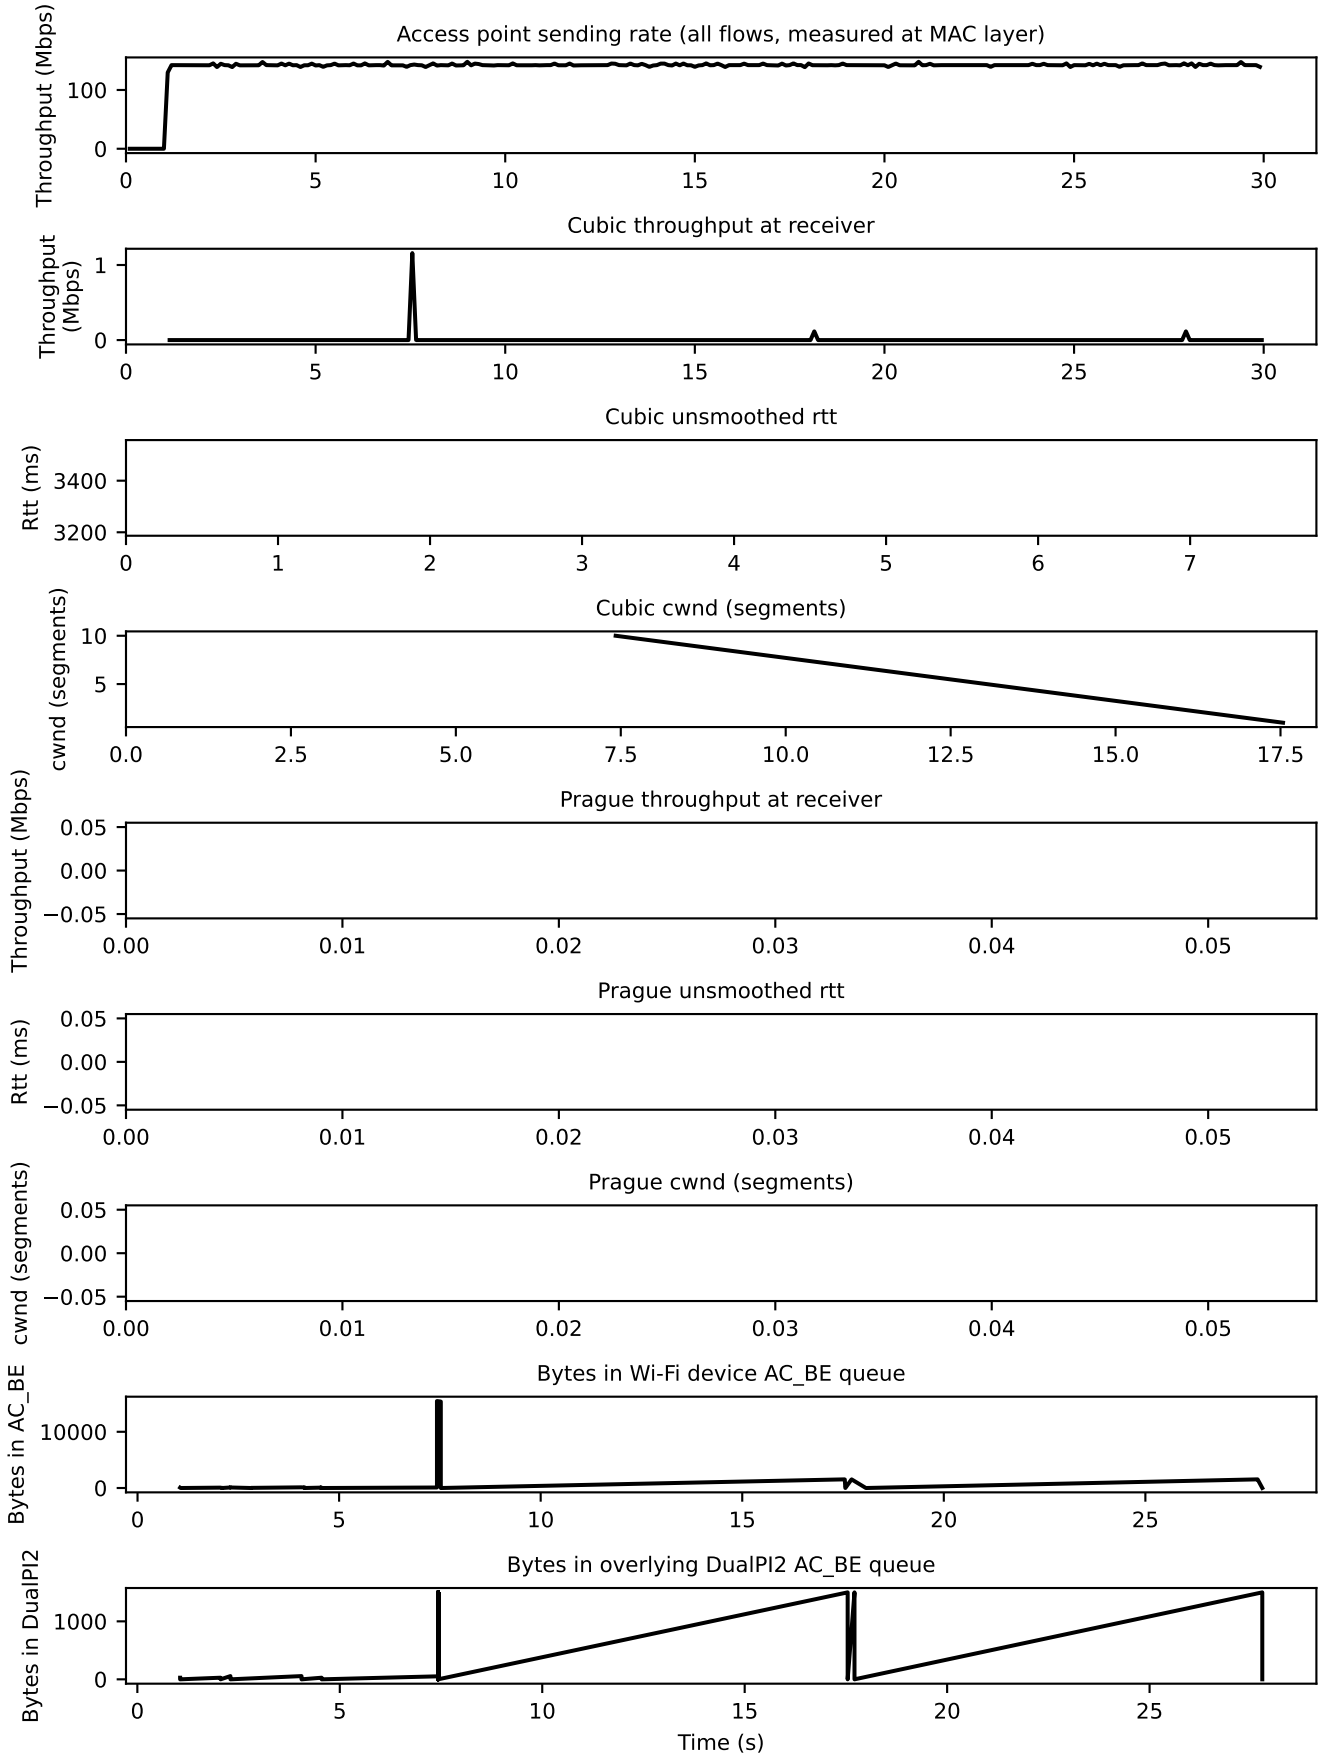 Access point sending rate (all flows, measured at MAC layer)
Throughput (Mbps)
100
0
0 5 10 15 20 25 30
Cubic throughput at receiver
Throughput
(Mbps)
1
0
0 5 10 15 20 25 30
Cubic unsmoothed rtt
Rtt (ms)
3400
3200
0 1 2 3 4 5 6 7
Cubic cwnd (segments)
cwnd (segments)
10
5
0.0 2.5 5.0 7.5 10.0 12.5 15.0 17.5
Prague throughput at receiver
Throughput (Mbps)
0.05
0.00
−0.05
0.00 0.01 0.02 0.03 0.04 0.05
Prague unsmoothed rtt
Rtt (ms)
0.05
0.00
−0.05
0.00 0.01 0.02 0.03 0.04 0.05
Prague cwnd (segments)
cwnd (segments)
0.05
0.00
−0.05
0.00 0.01 0.02 0.03 0.04 0.05
Bytes in Wi-Fi device AC_BE queue
Bytes in AC_BE
10000
0
0 5 10 15 20 25
Bytes in overlying DualPI2 AC_BE queue
Bytes in DualPI2
1000
0
0 5 10 15 20 25
Time (s)